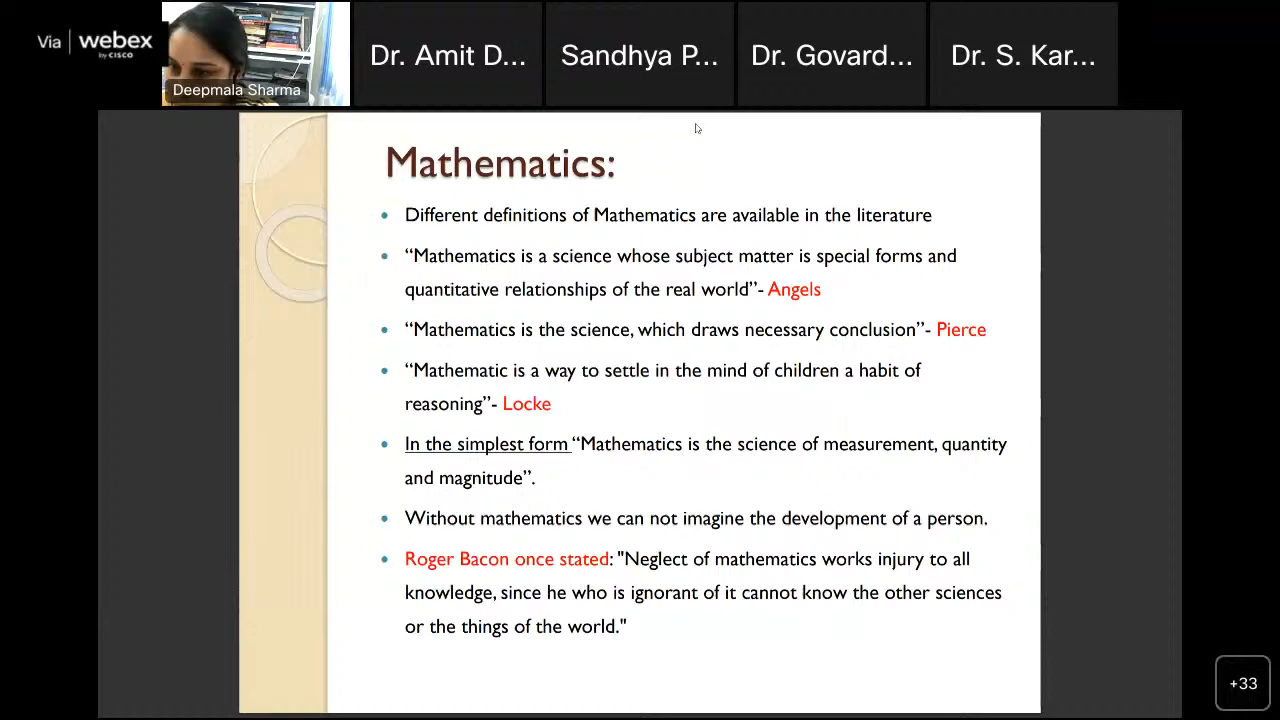 Via | webex
by CISCO
Deepmala Sharma
Dr. Amit D...
Sandhya P...
Dr. Govard...
Dr. S. Kar...
Mathematics:
• Different definitions of Mathematics are available in the literature
• “Mathematics is a science whose subject matter is special forms and
quantitative relationships of the real world”- Angels
• “Mathematics is the science, which draws necessary conclusion”- Pierce
• “Mathematic is a way to settle in the mind of children a habit of
reasoning”- Locke
• In the simplest form “Mathematics is the science of measurement, quantity
and magnitude”.
• Without mathematics we can not imagine the development of a person.
• Roger Bacon once stated: "Neglect of mathematics works injury to all
knowledge, since he who is ignorant of it cannot know the other sciences
or the things of the world."
+33